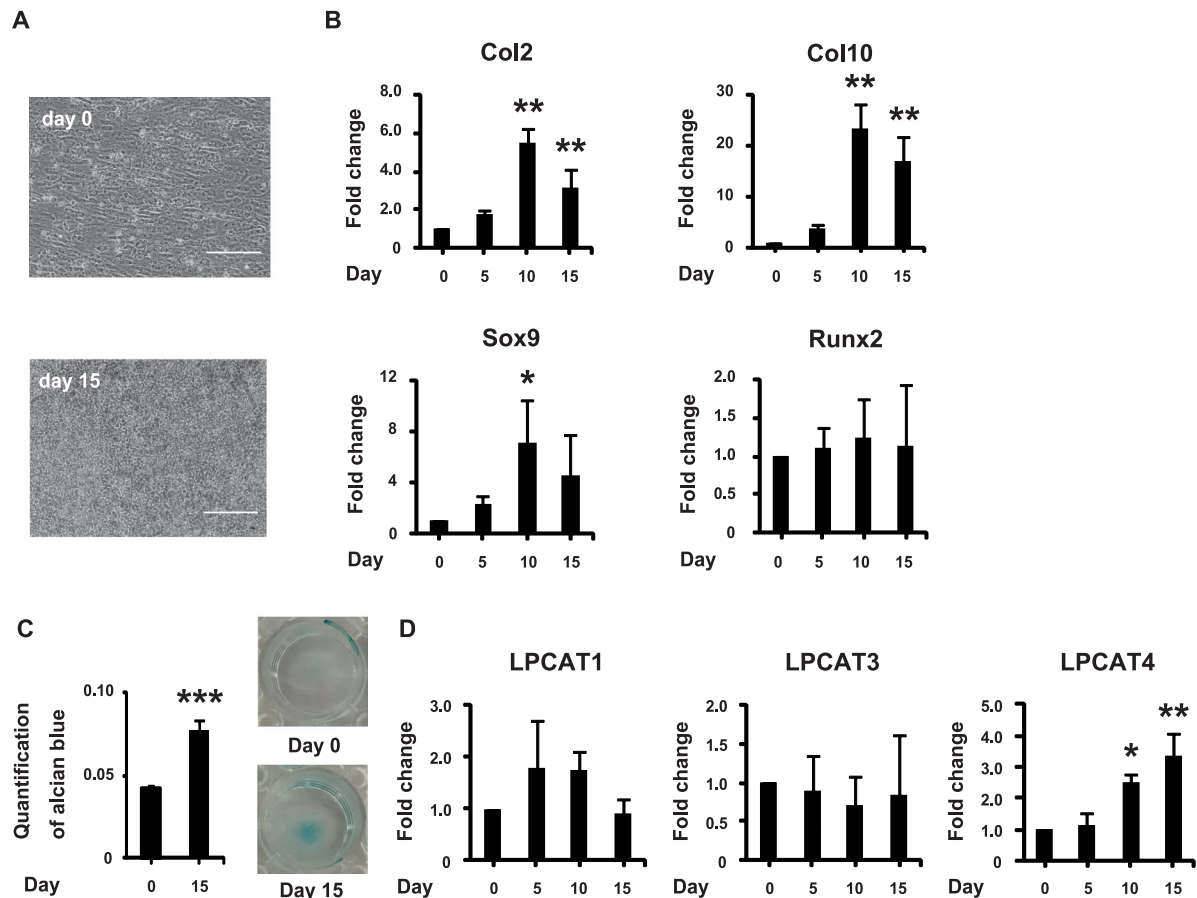 A
B
day 0
day 15
Col2
Fold change
8.0
6.0
4.0
2.0
0
**
**
Day
0 5 10 15
Col10
Fold change
30
20
10
0
**
**
Day
0 5 10 15
Sox9
Fold change
12
8
4
0
*
Day
0 5 10 15
Runx2
Fold change
2.0
1.5
1.0
0.5
0
Day
0 5 10 15
C
Quantification
of alcian blue
0.10
0.05
0
***
Day
0 15
Day 0
Day 15
D
LPCAT1
Fold change
3.0
2.0
1.0
0
Day
0 5 10 15
LPCAT3
Fold change
2.0
1.5
1.0
0.5
0
Day
0 5 10 15
LPCAT4
Fold change
5.0
4.0
3.0
2.0
1.0
0
*
**
Day
0 5 10 15